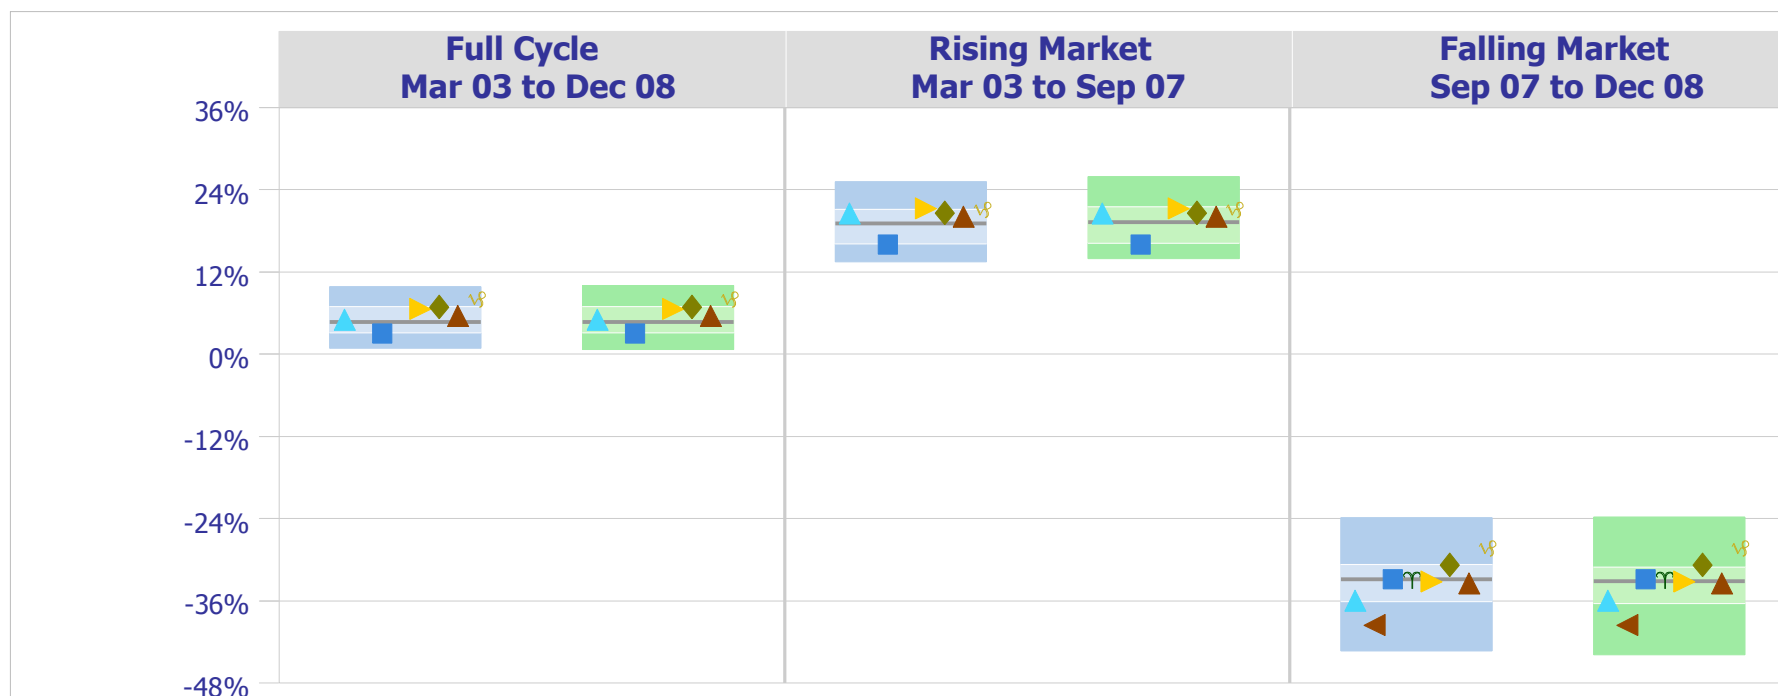 Full Cycle
Mar 03 to Dec 08
Rising Market
Mar 03 to Sep 07
Falling Market
Sep 07 to Dec 08
36%
24%
12%
0%
-12%
-24%
-36%
-48%